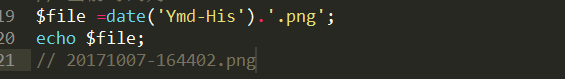 19 $file =date('Ymd-His').'.png';
20 echo $file;
21 // 20171007-164402.png